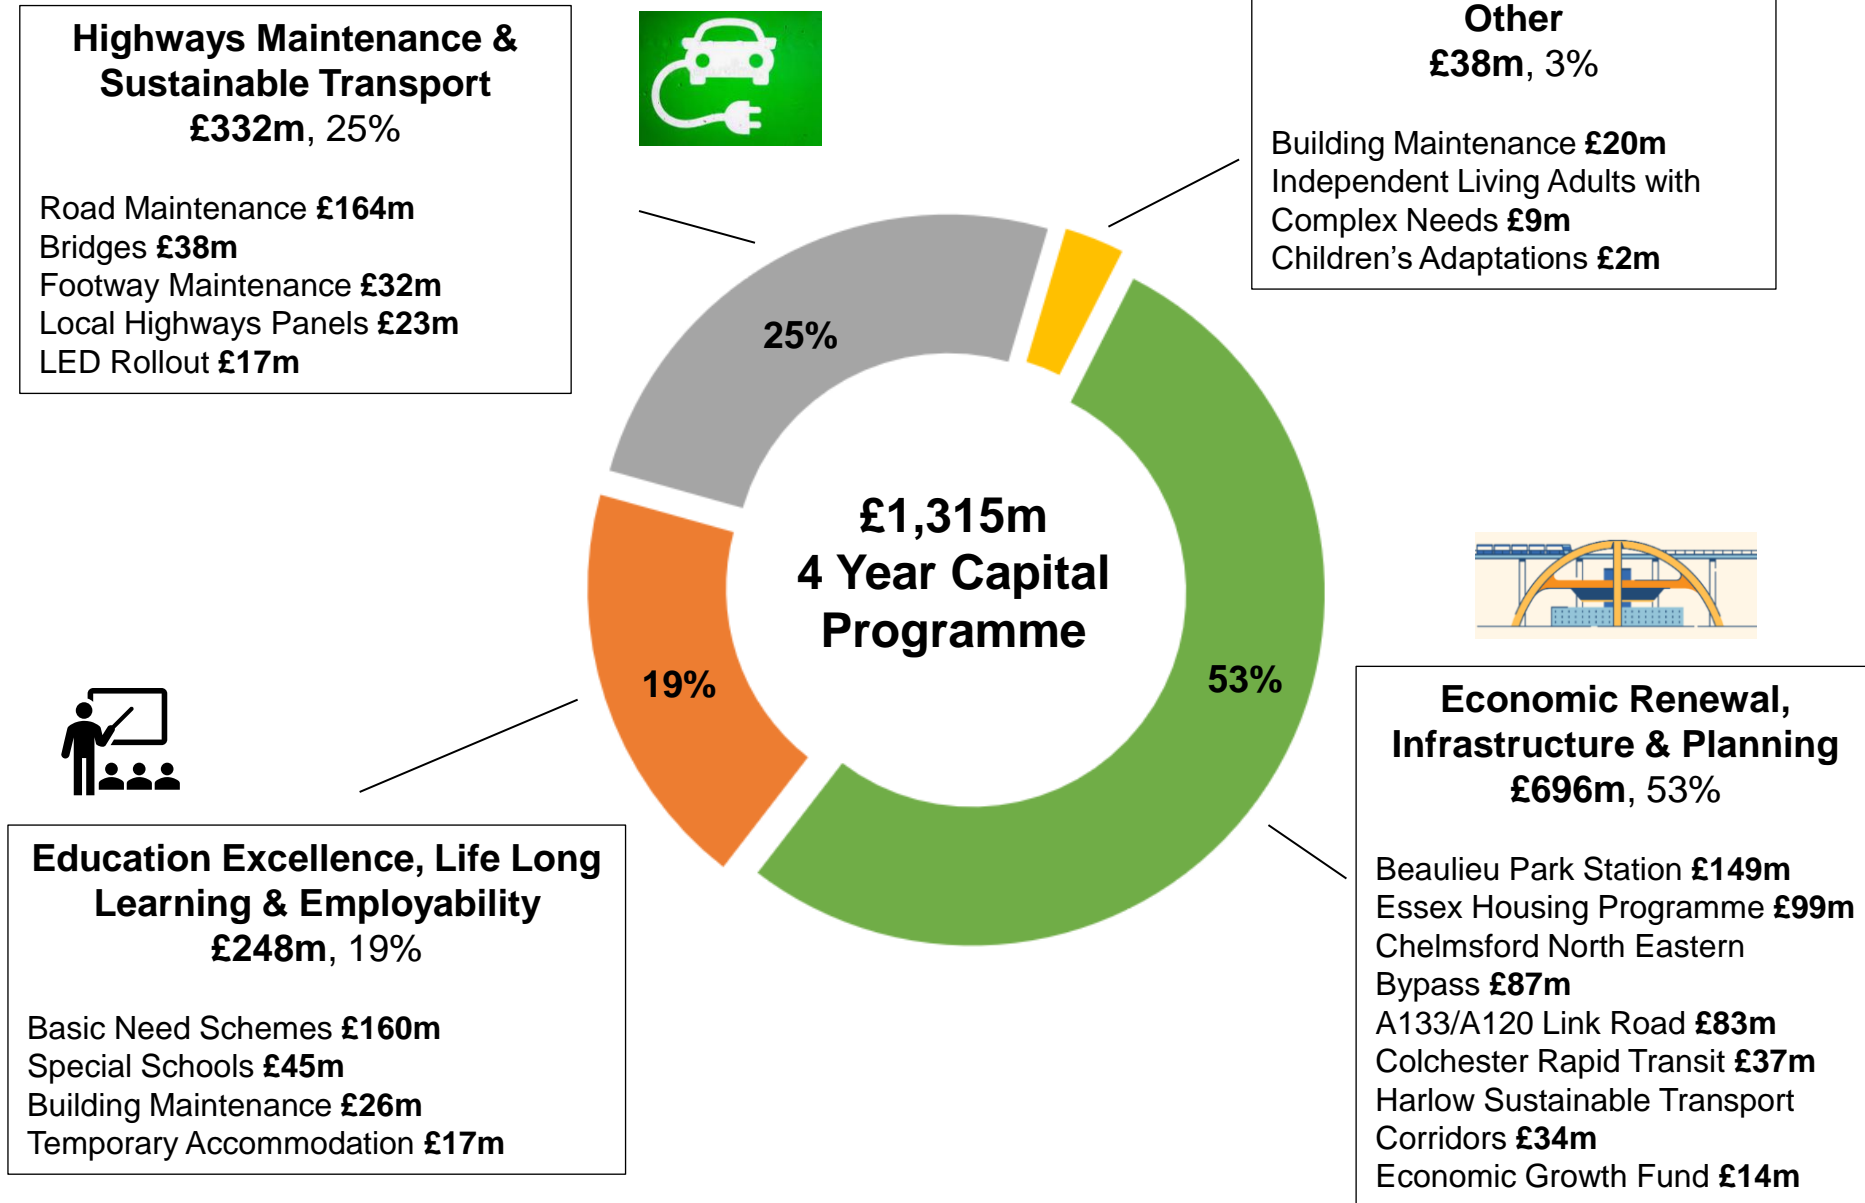 Highways Maintenance &
Sustainable Transport
£332m, 25%
Road Maintenance £164m
Bridges £38m
Footway Maintenance £32m
Local Highways Panels £23m
LED Rollout £17m
Other
£38m, 3%
Building Maintenance £20m
Independent Living Adults with
Complex Needs £9m
Children’s Adaptations £2m
25%
£1,315m
4 Year Capital
Programme
19%
53%
Education Excellence, Life Long
Learning & Employability
£248m, 19%
Basic Need Schemes £160m
Special Schools £45m
Building Maintenance £26m
Temporary Accommodation £17m
Economic Renewal,
Infrastructure & Planning
£696m, 53%
Beaulieu Park Station £149m
Essex Housing Programme £99m
Chelmsford North Eastern
Bypass £87m
A133/A120 Link Road £83m
Colchester Rapid Transit £37m
Harlow Sustainable Transport
Corridors £34m
Economic Growth Fund £14m